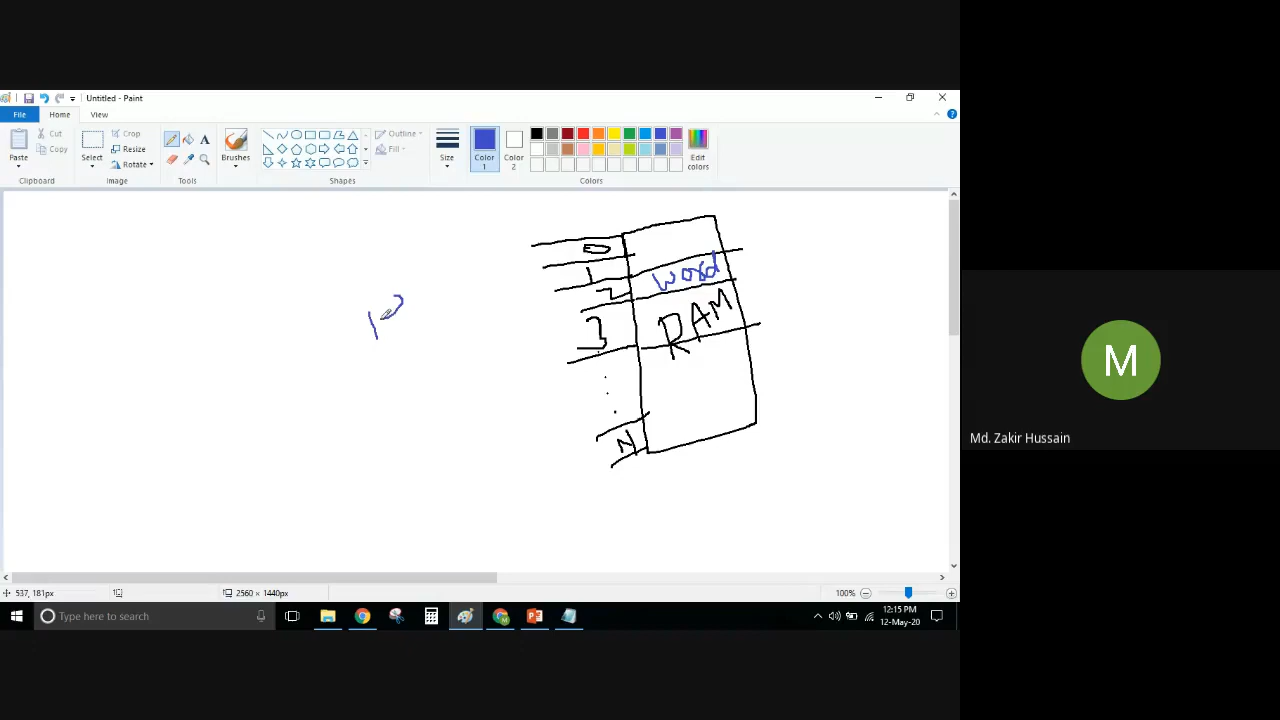 Untitled - Paint
File Home View
Cut
Copy
Paste
Clipboard
Crop
Resize
Rotate
Select
Image
Tools
Brushes
Shapes
Outline
Fill
Size
Color 1
Color 2
Edit colors
Colors
0
1 word
2
3 RAM
N
Md. Zakir Hussain
M
537, 181px
2560 × 1440px
100%
Type here to search
12:15 PM
12-May-20